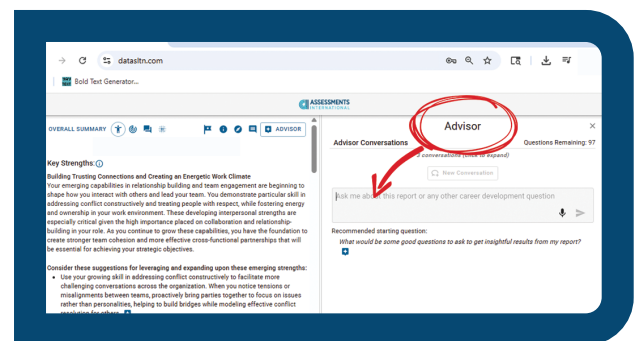 datasltn.com
Bold Text Generator...
ASSESSMENTS
INTERNATIONAL
OVERALL SUMMARY
ADVISOR
Key Strengths:
Building Trusting Connections and Creating an Energetic Work Climate
Your emerging capabilities in relationship building and team engagement are beginning to
shape how you interact with others and lead your team. You demonstrate particular skill in
addressing conflict constructively and treating people with respect, while fostering energy
and ownership in your work environment. These developing interpersonal strengths are
especially critical given the high importance placed on collaboration and relationship-
building in your role. As you continue to grow these capabilities, you have the foundation to
create stronger team cohesion and more effective cross-functional partnerships that will
be essential for achieving your strategic objectives.
Consider these suggestions for leveraging and expanding upon these emerging strengths:
• Use your growing skill in addressing conflict constructively to facilitate more
challenging conversations across the organization. When you notice tensions or
misalignments between teams, proactively bring parties together to focus on issues
rather than personalities, helping to build bridges while modeling effective conflict
resolution for others.
Advisor
Advisor Conversations
Questions Remaining: 97
3 conversations (click to expand)
New Conversation
Ask me about this report or any other career development question
Recommended starting question:
What would be some good questions to ask to get insightful results from my report?